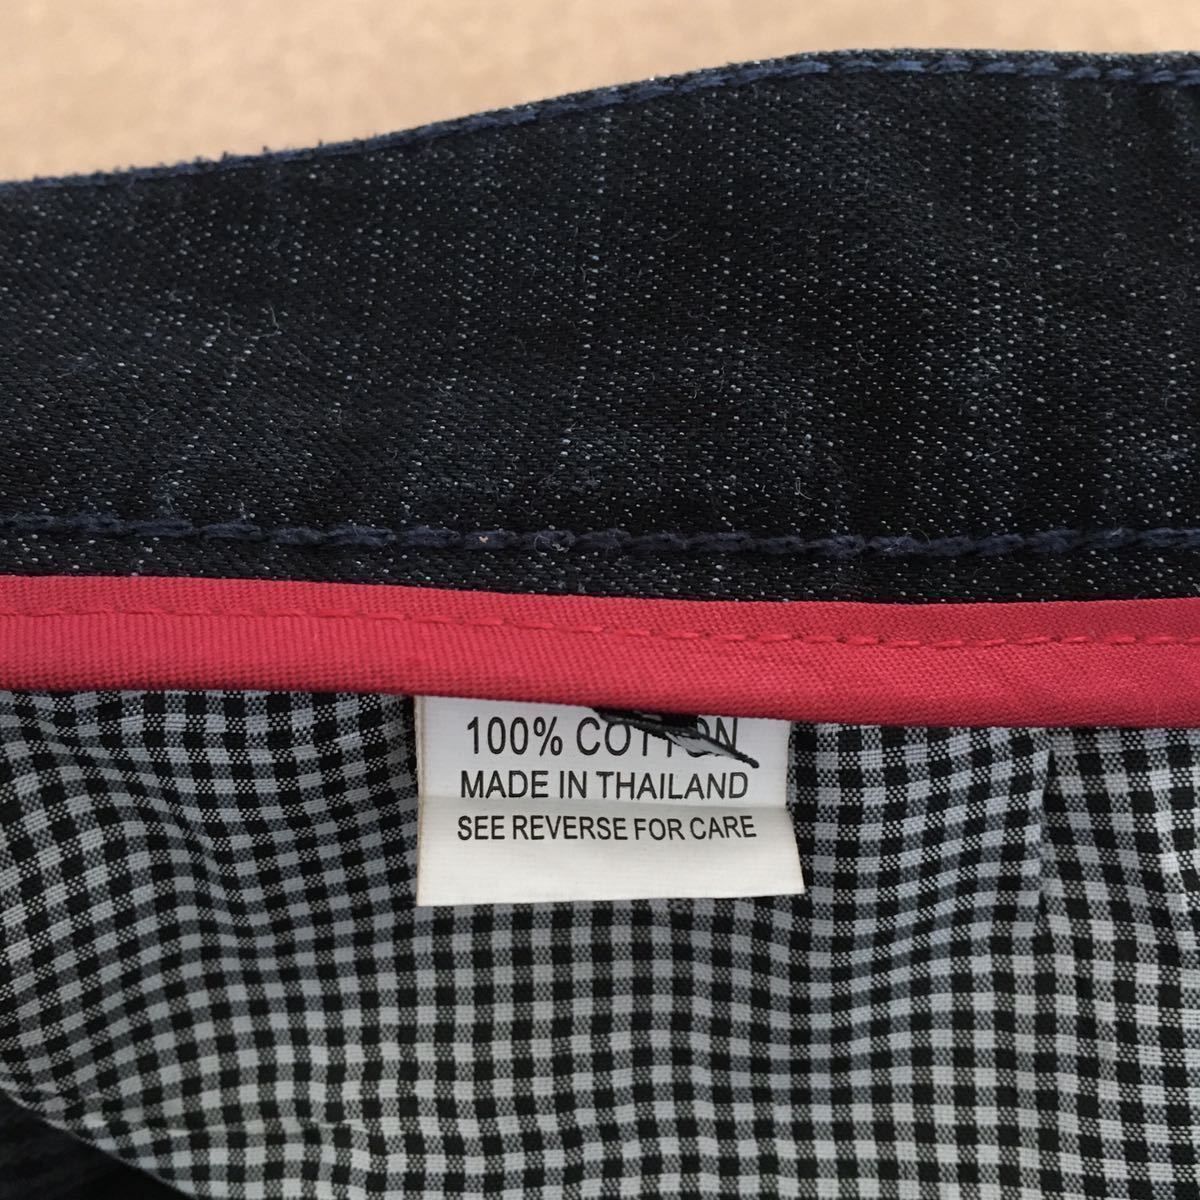 100% COTTON
MADE IN THAILAND
SEE REVERSE FOR CARE